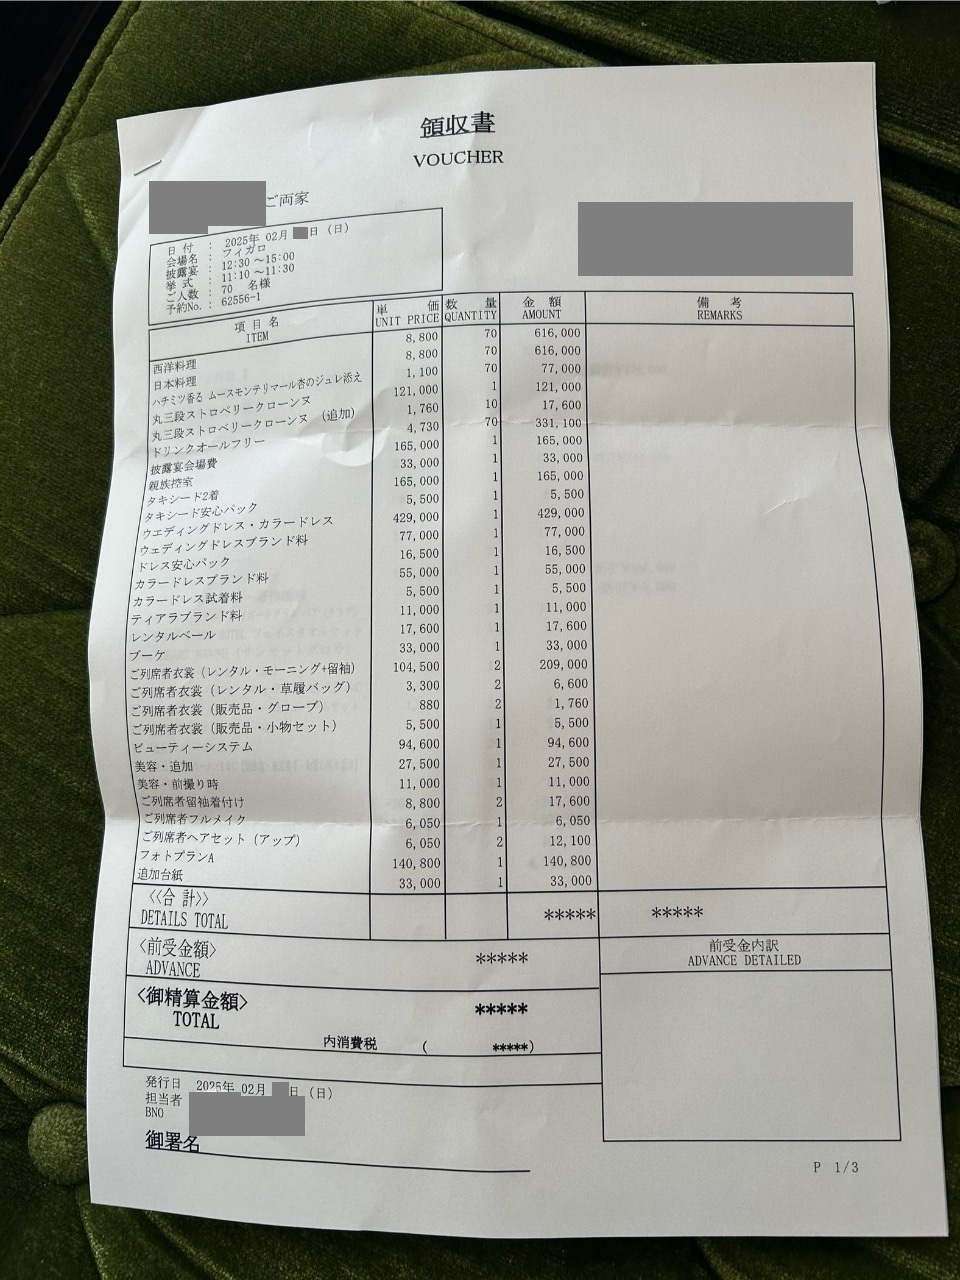 領収書
VOUCHER
ご両家
日 付 : 2025年 02月 日 (日)
会場名 : フィガロ
披露宴 : 12:30 ～15:00
挙 式 : 11:10 ～11:30
ご人数 : 70 名様
予約No. : 62556-1
項目名 単 価 数 量 金 額 備 考
ITEM UNIT PRICE QUANTITY AMOUNT REMARKS
西洋料理 8,800 70 616,000
日本料理 8,800 70 616,000
ハチミツ香る ムースモンテリマール杏のジュレ添え 1,100 70 77,000
丸三段ストロベリークローンヌ 121,000 1 121,000
丸三段ストロベリークローンヌ (追加) 1,760 10 17,600
ドリンクオールフリー 4,730 70 331,100
披露宴会場費 165,000 1 165,000
親族控室 33,000 1 33,000
タキシード2着 165,000 1 165,000
タキシード安心パック 5,500 1 5,500
ウエディングドレス・カラードレス 429,000 1 429,000
ウェディングドレスブランド料 77,000 1 77,000
ドレス安心パック 16,500 1 16,500
カラードレスブランド料 55,000 1 55,000
カラードレス試着料 5,500 1 5,500
ティアラブランド料 11,000 1 11,000
レンタルベール 17,600 1 17,600
ブーケ 33,000 1 33,000
ご列席者衣裳(レンタル・モーニング+留袖) 104,500 2 209,000
ご列席者衣裳(レンタル・草履バッグ) 3,300 2 6,600
ご列席者衣裳(販売品・グローブ) 880 2 1,760
ご列席者衣裳(販売品・小物セット) 5,500 1 5,500
ビューティーシステム 94,600 1 94,600
美容・追加 27,500 1 27,500
美容・前撮り時 11,000 1 11,000
ご列席者留袖着付け 8,800 2 17,600
ご列席者フルメイク 6,050 1 6,050
ご列席者ヘアセット(アップ) 6,050 2 12,100
フォトプランA 140,800 1 140,800
追加台紙 33,000 1 33,000
《合 計》
DETAILS TOTAL ***** *****
〈前受金額〉 前受金内訳
ADVANCE ***** ADVANCE DETAILED
〈御精算金額〉
TOTAL *****
内消費税 ( *****)
発行日 2025年 02月 日 (日)
担当者
BNO
御署名
P 1/3